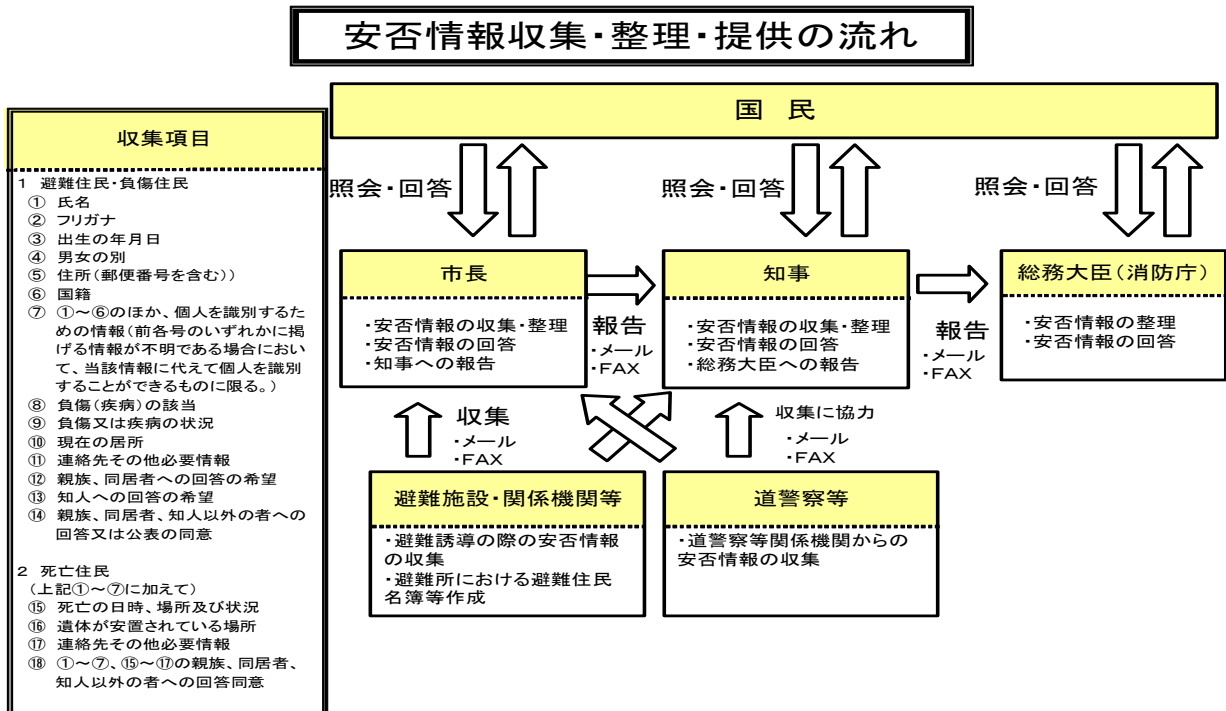 安否情報収集・整理・提供の流れ
収集項目
1 避難住民・負傷住民
① 氏名
② フリガナ
③ 出生の年月日
④ 男女の別
⑤ 住所(郵便番号を含む))
⑥ 国籍
⑦ ①~⑥のほか、個人を識別するた
めの情報(前各号のいずれかに掲
げる情報が不明である場合におい
て、当該情報に代えて個人を識別
することができるものに限る。)
⑧ 負傷(疾病)の該当
⑨ 負傷又は疾病の状況
⑩ 現在の居所
⑪ 連絡先その他必要情報
⑫ 親族、同居者への回答の希望
⑬ 知人への回答の希望
⑭ 親族、同居者、知人以外の者への
回答又は公表の同意
2 死亡住民
(上記①~⑦に加えて)
⑮ 死亡の日時、場所及び状況
⑯ 遺体が安置されている場所
⑰ 連絡先その他必要情報
⑱ ①~⑦、⑮~⑰の親族、同居者、
知人以外の者への回答同意
国 民
照会・回答
照会・回答
照会・回答
市長
・安否情報の収集・整理
・安否情報の回答
・知事への報告
報告
・メール
・FAX
知事
・安否情報の収集・整理
・安否情報の回答
・総務大臣への報告
報告
・メール
・FAX
総務大臣(消防庁)
・安否情報の整理
・安否情報の回答
収集
・メール
・FAX
収集に協力
・メール
・FAX
避難施設・関係機関等
・避難誘導の際の安否情報
の収集
・避難所における避難住民
名簿等作成
道警察等
・道警察等関係機関からの
安否情報の収集